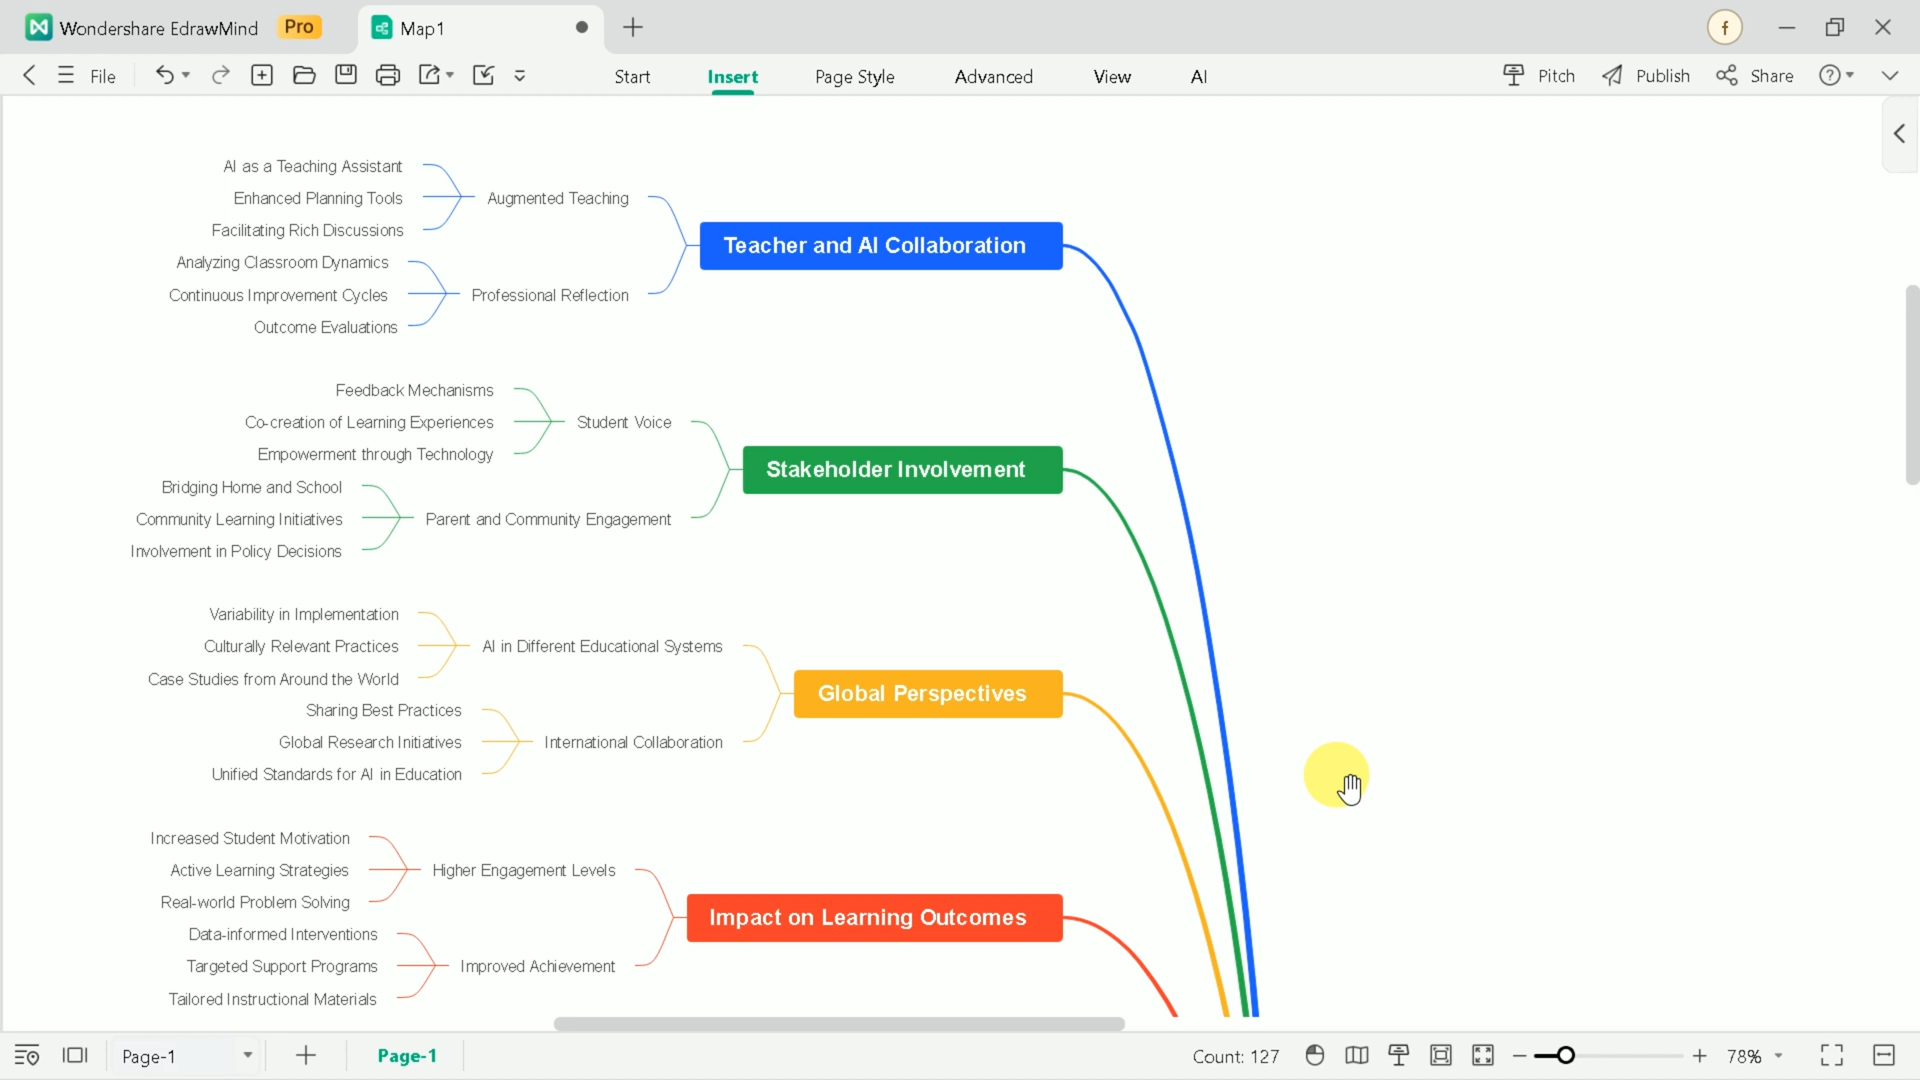 Wondershare EdrawMind Pro
Map1
f
File
Start Insert Page Style Advanced View AI
Pitch Publish Share
AI as a Teaching Assistant
Enhanced Planning Tools
Facilitating Rich Discussions
Augmented Teaching
Analyzing Classroom Dynamics
Continuous Improvement Cycles
Outcome Evaluations
Professional Reflection
Teacher and AI Collaboration
Feedback Mechanisms
Co-creation of Learning Experiences
Empowerment through Technology
Student Voice
Bridging Home and School
Community Learning Initiatives
Involvement in Policy Decisions
Parent and Community Engagement
Stakeholder Involvement
Variability in Implementation
Culturally Relevant Practices
Case Studies from Around the World
AI in Different Educational Systems
Sharing Best Practices
Global Research Initiatives
Unified Standards for AI in Education
International Collaboration
Global Perspectives
Increased Student Motivation
Active Learning Strategies
Real-world Problem Solving
Higher Engagement Levels
Data-informed Interventions
Targeted Support Programs
Tailored Instructional Materials
Improved Achievement
Impact on Learning Outcomes
Page-1
Page-1
Count: 127
78%